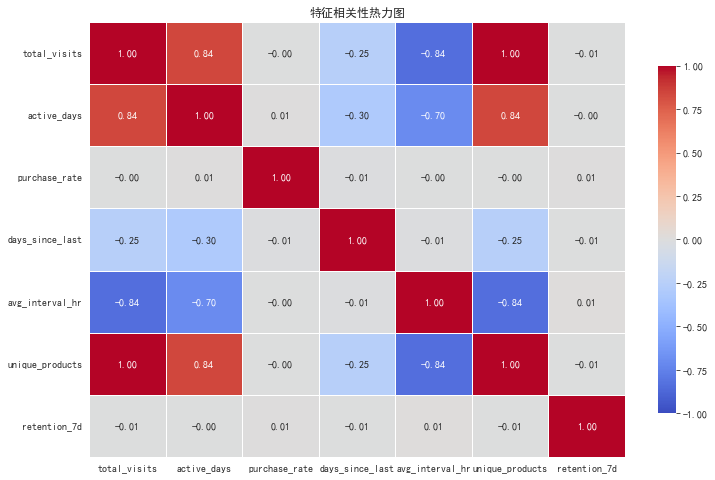 特征相关性热力图
total_visits 1.00 0.84 -0.00 -0.25 -0.84 1.00 -0.01
active_days 0.84 1.00 0.01 -0.30 -0.70 0.84 -0.00
purchase_rate -0.00 0.01 1.00 -0.01 -0.00 -0.00 0.01
days_since_last -0.25 -0.30 -0.01 1.00 -0.01 -0.25 -0.01
avg_interval_hr -0.84 -0.70 -0.00 -0.01 1.00 -0.84 0.01
unique_products 1.00 0.84 -0.00 -0.25 -0.84 1.00 -0.01
retention_7d -0.01 -0.00 0.01 -0.01 0.01 -0.01 1.00
total_visits active_days purchase_rate days_since_last avg_interval_hr unique_products retention_7d
1.00
0.75
0.50
0.25
0.00
-0.25
-0.50
-0.75
-1.00